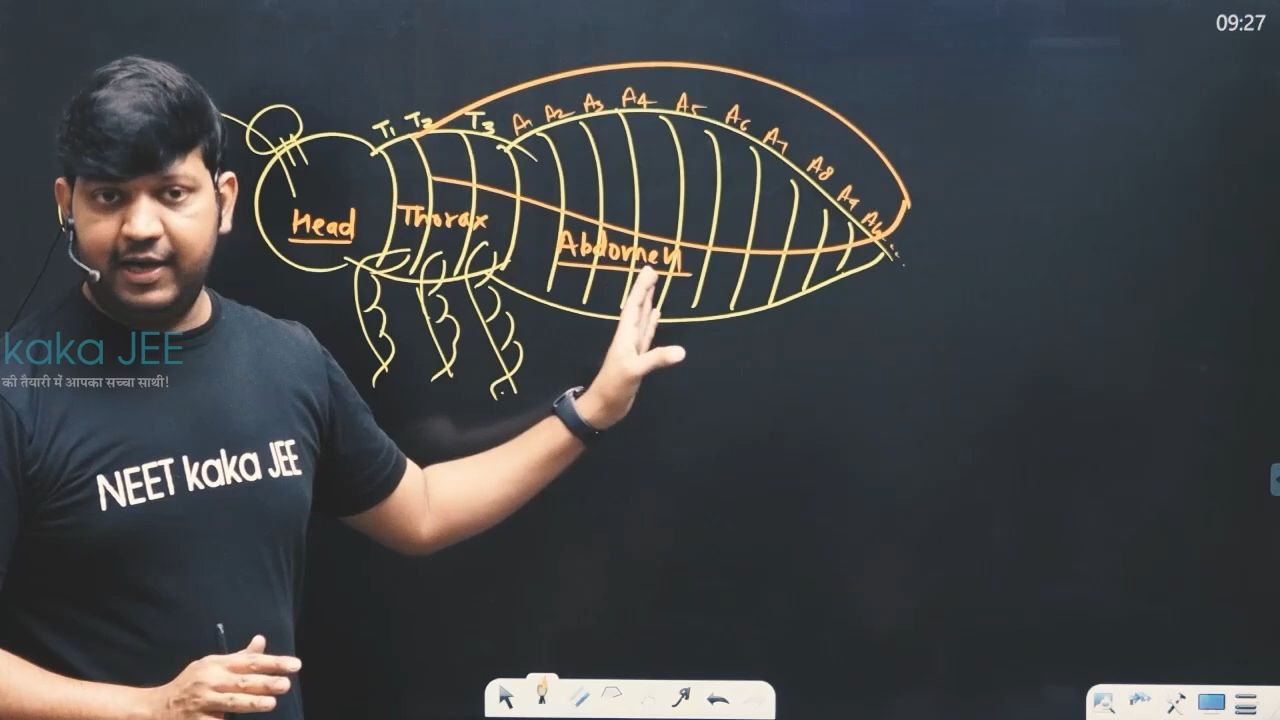 09:27
T1 T2 T3 A1 A2 A3 A4 A5 A6 A7 A8 A9 A10
Head Thorax
Abdomen
kaka JEE
की तैयारी में आपका सच्चा साथी!
NEET kaka JEE